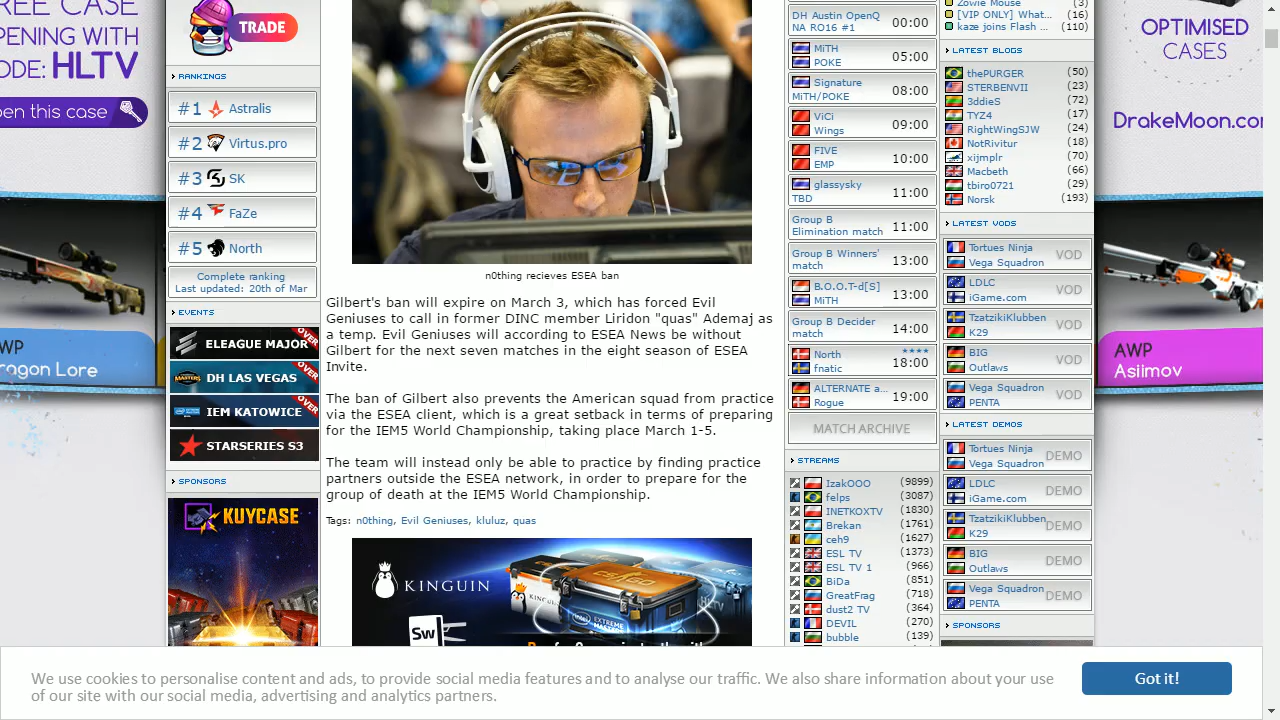 FREE CASE
OPENING WITH
CODE: HLTV
open this case
TRADE
RANKINGS
#1 Astralis
#2 Virtus.pro
#3 SK
#4 FaZe
#5 North
Complete ranking
Last updated: 20th of Mar
EVENTS
ELEAGUE MAJOR OVER
DH LAS VEGAS OVER
IEM KATOWICE OVER
STARSERIES S3
SPONSORS
KUYCASE
AWP
Dragon Lore
n0thing recieves ESEA ban
Gilbert's ban will expire on March 3, which has forced Evil
Geniuses to call in former DINC member Liridon "quas" Ademaj as
a temp. Evil Geniuses will according to ESEA News be without
Gilbert for the next seven matches in the eight season of ESEA
Invite.
The ban of Gilbert also prevents the American squad from practice
via the ESEA client, which is a great setback in terms of preparing
for the IEM5 World Championship, taking place March 1-5.
The team will instead only be able to practice by finding practice
partners outside the ESEA network, in order to prepare for the
group of death at the IEM5 World Championship.
Tags: n0thing, Evil Geniuses, kluluz, quas
KINGUIN
Sw
DH Austin OpenQ
NA RO16 #1 00:00
MiTH
POKE 05:00
Signature
MiTH/POKE 08:00
ViCi
Wings 09:00
FIVE
EMP 10:00
glassysky
TBD 11:00
Group B
Elimination match 11:00
Group B Winners'
match 13:00
B.O.O.T-d[S]
MiTH 13:00
Group B Decider
match 14:00
North
fnatic 18:00
ALTERNATE a...
Rogue 19:00
MATCH ARCHIVE
STREAMS
IzakOOO (9899)
felps (3087)
INETKOXTV (1830)
Brekan (1761)
ceh9 (1627)
ESL TV (1373)
ESL TV 1 (966)
BiDa (851)
GreatFrag (718)
dust2 TV (364)
DEVIL (270)
bubble (139)
Zowie Mouse (3)
[VIP ONLY] What... (16)
kaze joins Flash ... (110)
LATEST BLOGS
thePURGER (50)
STERBENVII (23)
3ddieS (72)
TYZ4 (17)
RightWingSJW (24)
NotRivitur (18)
xijmplr (70)
Macbeth (66)
tbiro0721 (29)
Norsk (193)
LATEST VODS
Tortues Ninja
Vega Squadron VOD
LDLC
iGame.com VOD
TzatzikiKlubben
K29 VOD
BIG
Outlaws VOD
Vega Squadron
PENTA VOD
LATEST DEMOS
Tortues Ninja
Vega Squadron DEMO
LDLC
iGame.com DEMO
TzatzikiKlubben
K29 DEMO
BIG
Outlaws DEMO
Vega Squadron
PENTA DEMO
SPONSORS
OPTIMISED
CASES
DrakeMoon.com
AWP
Asiimov
We use cookies to personalise content and ads, to provide social media features and to analyse our traffic. We also share information about your use
of our site with our social media, advertising and analytics partners.
Got it!